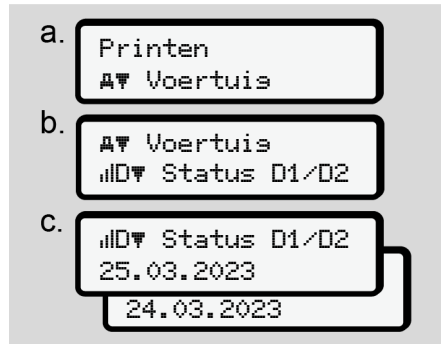 a.
Printen
Voertuig
b.
Voertuig
D Status D1/D2
c.
D Status D1/D2
25.03.2023
24.03.2023